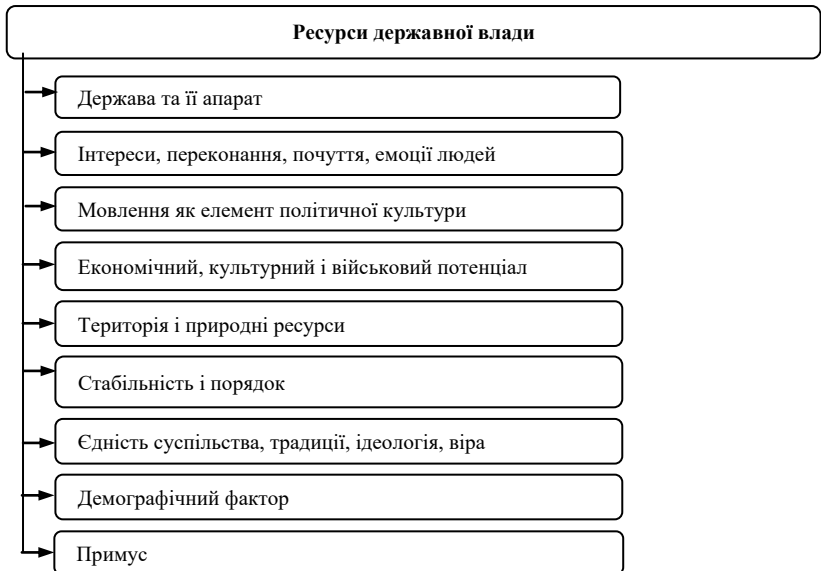 Ресурси державної влади
Держава та її апарат
Інтереси, переконання, почуття, емоції людей
Мовлення як елемент політичної культури
Економічний, культурний і військовий потенціал
Територія і природні ресурси
Стабільність і порядок
Єдність суспільства, традиції, ідеологія, віра
Демографічний фактор
Примус